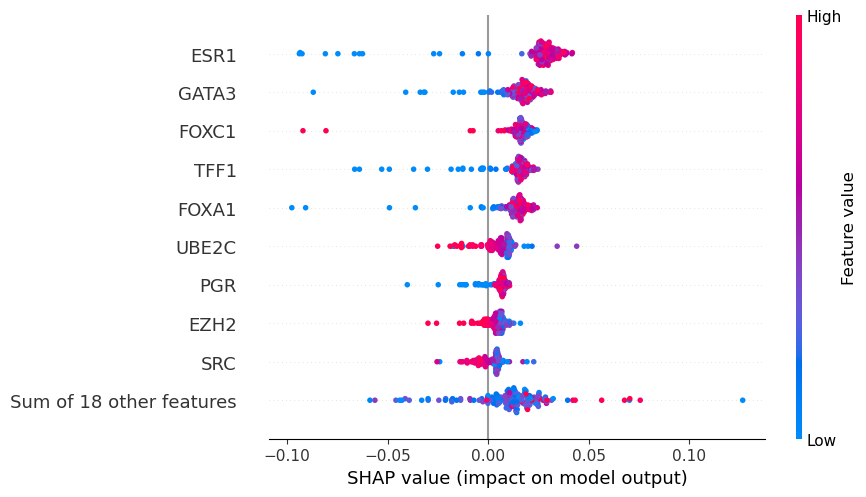 High
ESR1
GATA3
FOXC1
TFF1
FOXA1
UBE2C
PGR
EZH2
SRC
Sum of 18 other features
Feature value
Low
−0.10 −0.05 0.00 0.05 0.10
SHAP value (impact on model output)